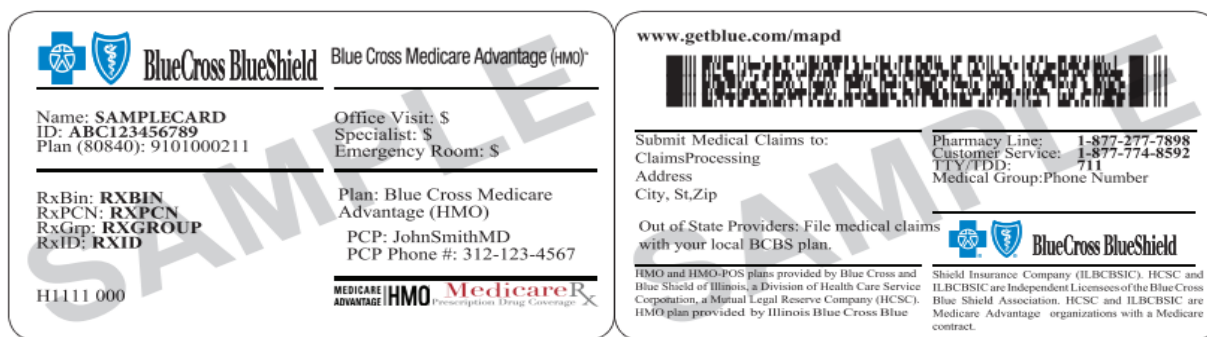 BlueCross BlueShield
Blue Cross Medicare Advantage (HMO)℠
Name: SAMPLECARD
ID: ABC123456789
Plan (80840): 9101000211
Office Visit: $
Specialist: $
Emergency Room: $
RxBin: RXBIN
RxPCN: RXPCN
RxGrp: RXGROUP
RxID: RXID
Plan: Blue Cross Medicare
Advantage (HMO)
PCP: JohnSmithMD
PCP Phone #: 312-123-4567
H1111 000
MEDICARE
ADVANTAGE
HMO
MedicareRx
Prescription Drug Coverage
SAMPLE
www.getblue.com/mapd
Submit Medical Claims to:
ClaimsProcessing
Address
City, St,Zip
Pharmacy Line: 1-877-277-7898
Customer Service: 1-877-774-8592
TTY/TDD: 711
Medical Group:Phone Number
Out of State Providers: File medical claims
with your local BCBS plan.
BlueCross BlueShield
HMO and HMO-POS plans provided by Blue Cross and
Blue Shield of Illinois, a Division of Health Care Service
Corporation, a Mutual Legal Reserve Company (HCSC).
HMO plan provided by Illinois Blue Cross Blue
Shield Insurance Company (ILBCBSIC). HCSC and
ILBCBSIC are Independent Licensees of the Blue Cross
Blue Shield Association. HCSC and ILBCBSIC are
Medicare Advantage organizations with a Medicare
contract.
SAMPLE